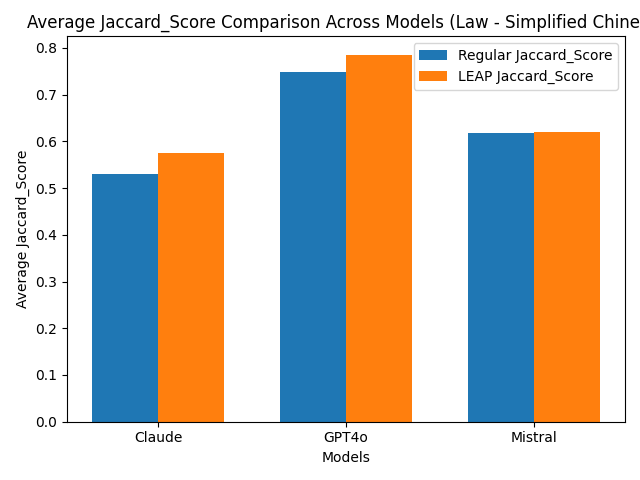 Average Jaccard_Score Comparison Across Models (Law - Simplified Chine
Regular Jaccard_Score
LEAP Jaccard_Score
Average Jaccard_Score
0.8
0.7
0.6
0.5
0.4
0.3
0.2
0.1
0.0
Claude GPT4o Mistral
Models